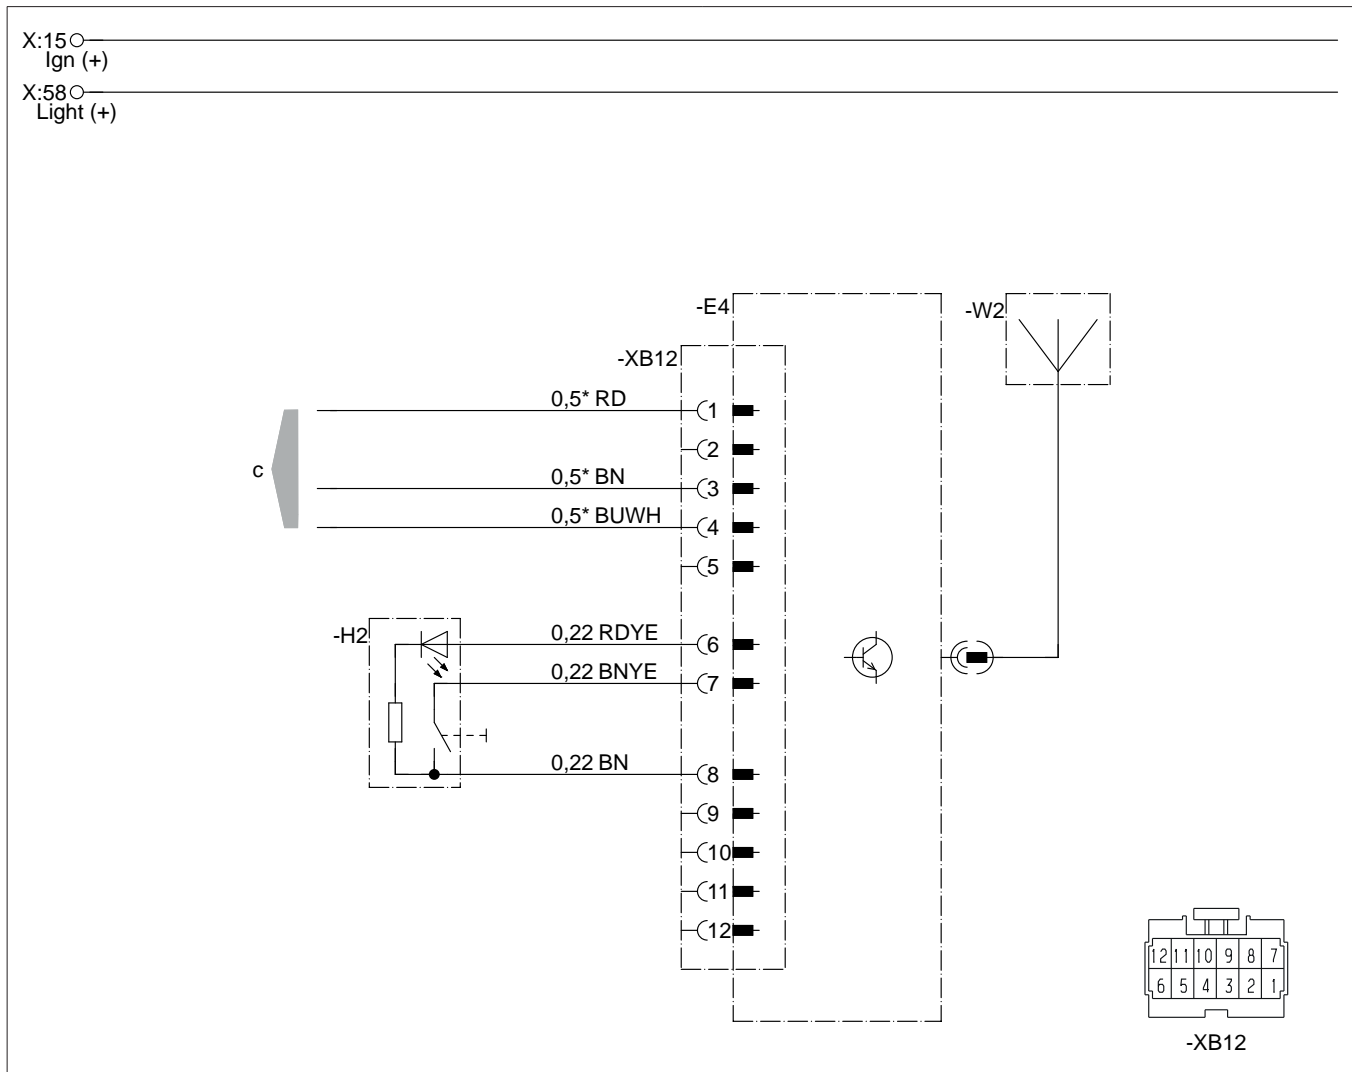 X:15
Ign (+)
X:58
Light (+)
-E4
-W2
-XB12
0,5* RD
1
2
c
0,5* BN
3
0,5* BUWH
4
5
-H2
0,22 RDYE
6
0,22 BNYE
7
0,22 BN
8
9
10
11
12
12 11 10 9 8 7
6 5 4 3 2 1
-XB12